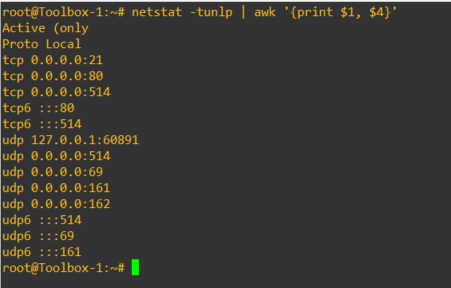 root@Toolbox-1:~# netstat -tunlp | awk '{print $1, $4}'
Active (only
Proto Local
tcp 0.0.0.0:21
tcp 0.0.0.0:80
tcp 0.0.0.0:514
tcp6 :::80
tcp6 :::514
udp 127.0.0.1:60891
udp 0.0.0.0:514
udp 0.0.0.0:69
udp 0.0.0.0:161
udp 0.0.0.0:162
udp6 :::514
udp6 :::69
udp6 :::161
root@Toolbox-1:~#